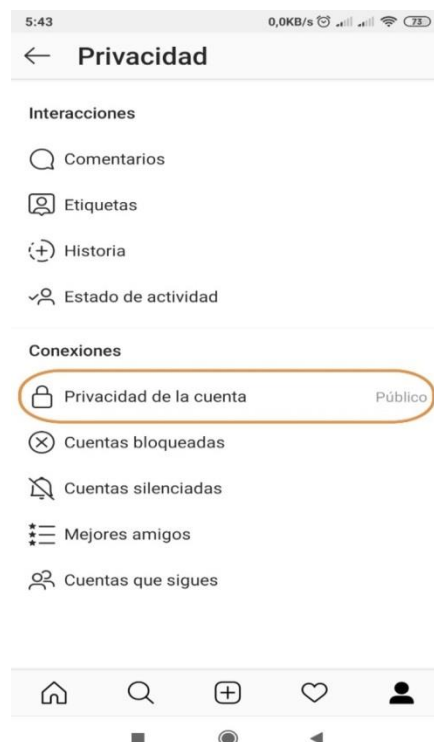 5:43 0,0KB/s 73
Privacidad
Interacciones
Comentarios
Etiquetas
Historia
Estado de actividad
Conexiones
Privacidad de la cuenta Público
Cuentas bloqueadas
Cuentas silenciadas
Mejores amigos
Cuentas que sigues